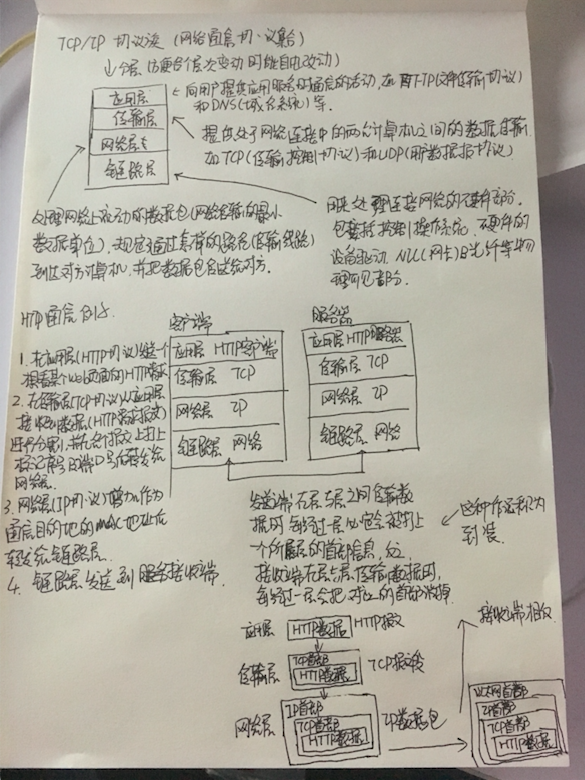 TCP/IP 协议族 (网络通信协议集合)
↓分层 (方便各个层次变动时能自由改动)
应用层
传输层
网络层
链路层
向用户提供应用服务时通信的活动,如FTP(文件传输协议)
和DNS(域名系统)等.
提供处于网络连接中的两台计算机之间的数据传输
如TCP(传输控制协议)和UDP(用户数据报协议).
处理网络上流动的数据包(网络传输的最小
数据单位),规定通过怎样的路径(传输线路)
到达对方计算机,并把数据包传送给对方.
用来处理连接网络的硬件部份.
包括控制操作系统、硬件的
设备驱动、NIC(网卡)及光纤等物
理可见部分.
HTTP通信例子.
客户端
服务器
应用层 HTTP客户端
传输层 TCP
网络层 IP
链路层 网络
应用层 HTTP服务器
传输层 TCP
网络层 IP
链路层 网络
1. 在应用层(HTTP协议)发送一个
想看某个Web页面的HTTP请求
2. 在传输层(TCP协议)从应用层
接收到数据(HTTP请求报文)
进行分割,并在各个报文上打上
标记序号及端口号后转发给
网络层.
3. 网络层(IP协议)增加作为
通信目的地的MAC地址后
转发给链路层.
4. 链路层发送到服务接收端.
发送端在层与层之间传输数
据时,每经过一层必定会被打上
一个所属层的首部信息,
接收端在层与层传输数据时,
每经过一层会把对应的首部消掉
这种作法称为
封装.
应用层 HTTP数据 HTTP报文
传输层 TCP首部 HTTP数据 TCP报文段
网络层 IP首部 TCP首部 HTTP数据 IP数据包
接收端相反
以太网首部
IP首部
TCP首部
HTTP数据